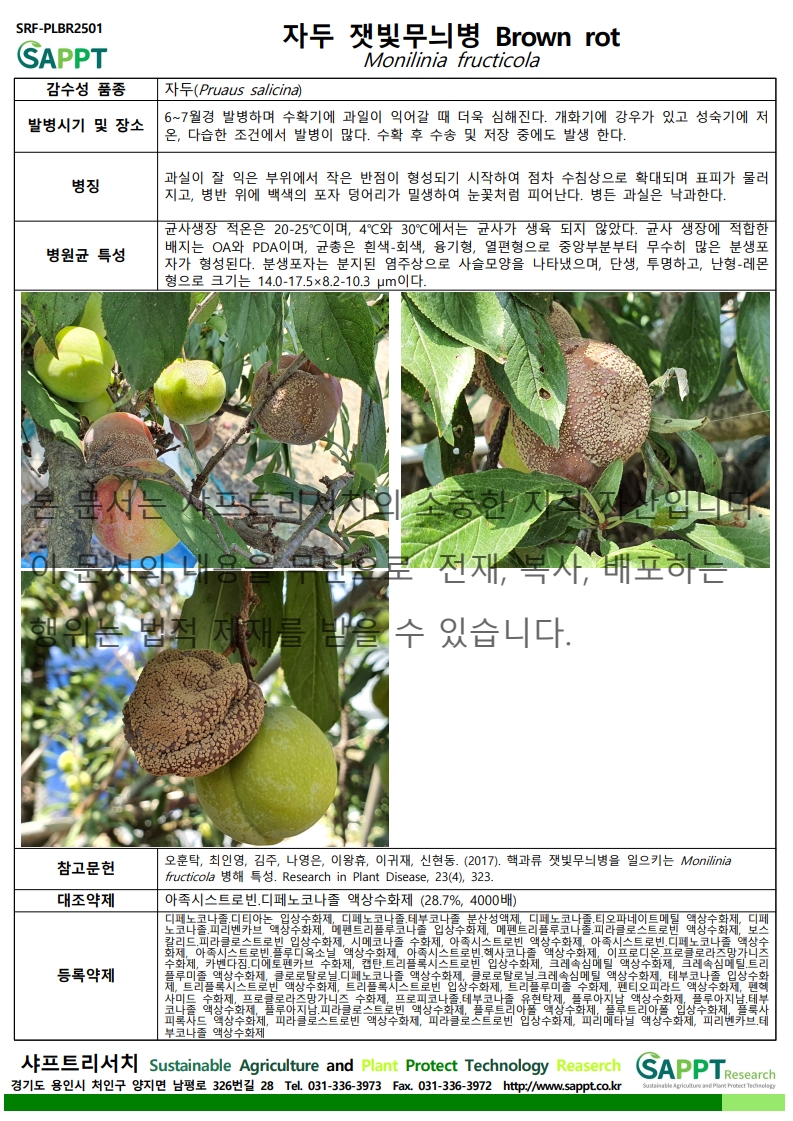 SRF-PLBR2501
SAPPT
자두 잿빛무늬병 Brown rot
Monilinia fructicola
감수성 품종
자두(Pruaus salicina)
발병시기 및 장소
6~7월경 발병하며 수확기에 과일이 익어갈 때 더욱 심해진다. 개화기에 강우가 있고 성숙기에 저
온, 다습한 조건에서 발병이 많다. 수확 후 수송 및 저장 중에도 발생 한다.
병징
과실이 잘 익은 부위에서 작은 반점이 형성되기 시작하여 점차 수침상으로 확대되며 표피가 물러
지고, 병반 위에 백색의 포자 덩어리가 밀생하여 눈꽃처럼 피어난다. 병든 과실은 낙과한다.
병원균 특성
균사생장 적온은 20-25℃이며, 4℃와 30℃에서는 균사가 생육 되지 않았다. 균사 생장에 적합한
배지는 OA와 PDA이며, 균총은 흰색-회색, 융기형, 열편형으로 중앙부분부터 무수히 많은 분생포
자가 형성된다. 분생포자는 분지된 염주상으로 사슬모양을 나타냈으며, 단생, 투명하고, 난형-레몬
형으로 크기는 14.0-17.5×8.2-10.3 μm이다.
본 문서는 샤프트리서치의 소중한 지적 자산입니다.
이 문서의 내용을 무단으로 전재, 복사, 배포하는
행위는 법적 제재를 받을 수 있습니다.
참고문헌
오훈탁, 최인영, 김주, 나영은, 이왕휴, 이귀재, 신현동. (2017). 핵과류 잿빛무늬병을 일으키는 Monilinia
fructicola 병해 특성. Research in Plant Disease, 23(4), 323.
대조약제
아족시스트로빈.디페노코나졸 액상수화제 (28.7%, 4000배)
등록약제
디페노코나졸.디티아논 입상수화제, 디페노코나졸.테부코나졸 분산성액제, 디페노코나졸.티오파네이트메틸 액상수화제, 디페
노코나졸.피리벤카브 액상수화제, 메펜트리플루코나졸 입상수화제, 메펜트리플루코나졸.피라클로스트로빈 액상수화제, 보스
칼리드.피라클로스트로빈 입상수화제, 시메코나졸 수화제, 아족시스트로빈 액상수화제, 아족시스트로빈.디페노코나졸 액상수
화제, 아족시스트로빈.플루디옥소닐 액상수화제, 아족시스트로빈.헥사코나졸 액상수화제, 이프로디온.프로클로라즈망가니즈
수화제, 카벤다짐.디에토펜카브 수화제, 캡탄.트리플록시스트로빈 입상수화제, 크레속심메틸 액상수화제, 크레속심메틸.트리
플루미졸 액상수화제, 클로로탈로닐.디페노코나졸 액상수화제, 클로로탈로닐.크레속심메틸 액상수화제, 테부코나졸 입상수화
제, 트리플록시스트로빈 액상수화제, 트리플록시스트로빈 입상수화제, 트리플루미졸 수화제, 펜티오피라드 액상수화제, 펜헥
사미드 수화제, 프로클로라즈망가니즈 수화제, 프로피코나졸.테부코나졸 유현탁제, 플루아지남 액상수화제, 플루아지남.테부
코나졸 액상수화제, 플루아지남.피라클로스트로빈 액상수화제, 플루트리아폴 액상수화제, 플루트리아폴 입상수화제, 플록사
피록사드 액상수화제, 피라클로스트로빈 액상수화제, 피라클로스트로빈 입상수화제, 피리메타닐 액상수화제, 피리벤카브.테
부코나졸 액상수화제
샤프트리서치 Sustainable Agriculture and Plant Protect Technology Reaserch
경기도 용인시 처인구 양지면 남평로 326번길 28 Tel. 031-336-3973 Fax. 031-336-3972 http://www.sappt.co.kr
SAPPT Research
Sustainable Agriculture and Plant Protect Technology